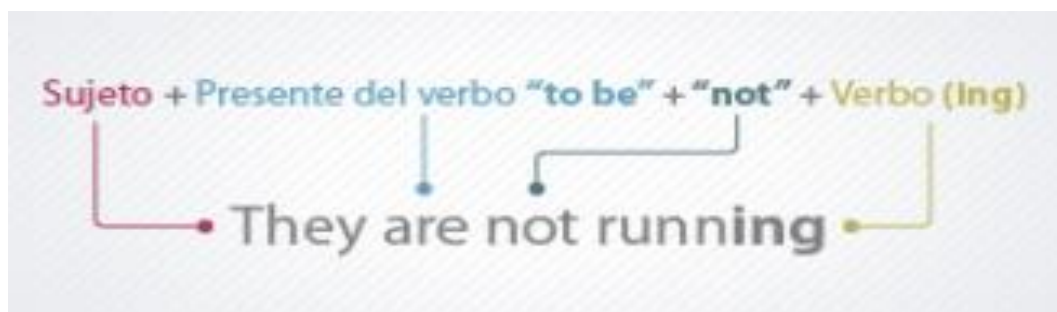 Sujeto + Presente del verbo "to be" + "not" + Verbo (ing)
They are not running